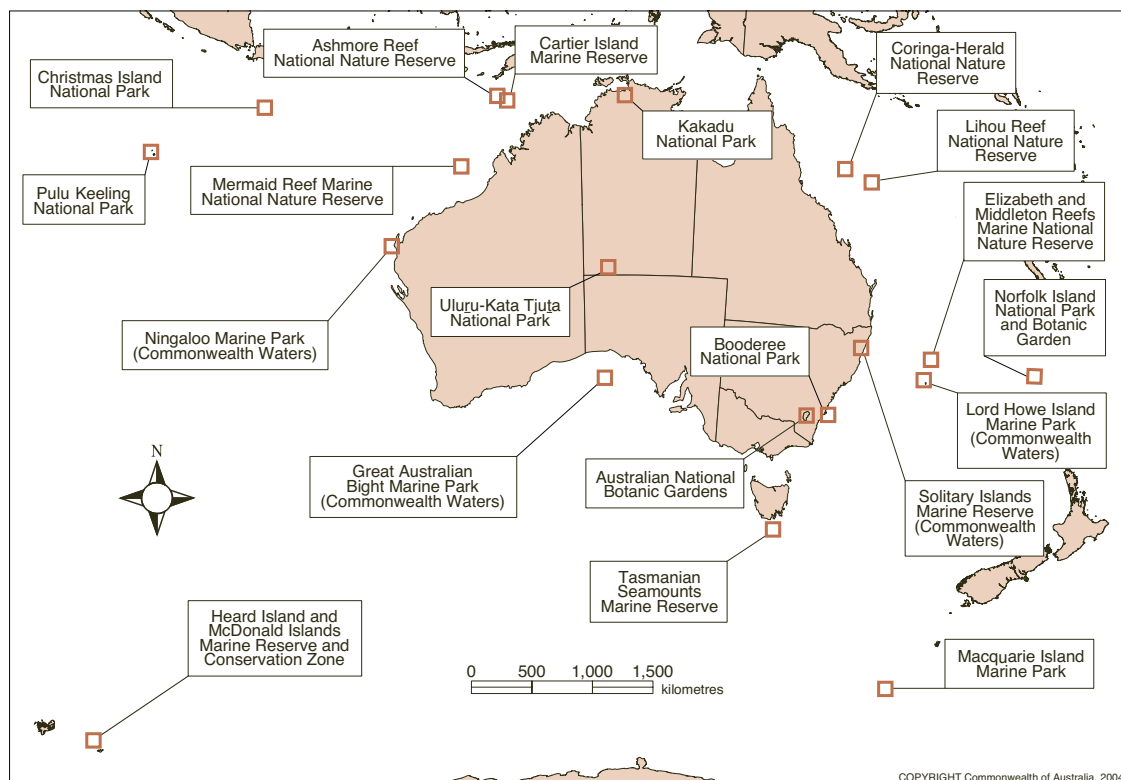 Ashmore Reef
National Nature Reserve
Cartier Island
Marine Reserve
Coringa-Herald
National Nature
Reserve
Christmas Island
National Park
Kakadu
National Park
Lihou Reef
National Nature
Reserve
Pulu Keeling
National Park
Mermaid Reef Marine
National Nature Reserve
Elizabeth and
Middleton Reefs
Marine National
Nature Reserve
Uluru-Kata Tjuta
National Park
Norfolk Island
National Park
and Botanic
Garden
Ningaloo Marine Park
(Commonwealth Waters)
Booderee
National Park
Lord Howe Island
Marine Park
(Commonwealth
Waters)
N
Great Australian
Bight Marine Park
(Commonwealth Waters)
Australian National
Botanic Gardens
Solitary Islands
Marine Reserve
(Commonwealth
Waters)
Tasmanian
Seamounts
Marine Reserve
Heard Island and
McDonald Islands
Marine Reserve and
Conservation Zone
Macquarie Island
Marine Park
0 500 1,000 1,500
kilometres
COPYRIGHT Commonwealth of Australia, 2004